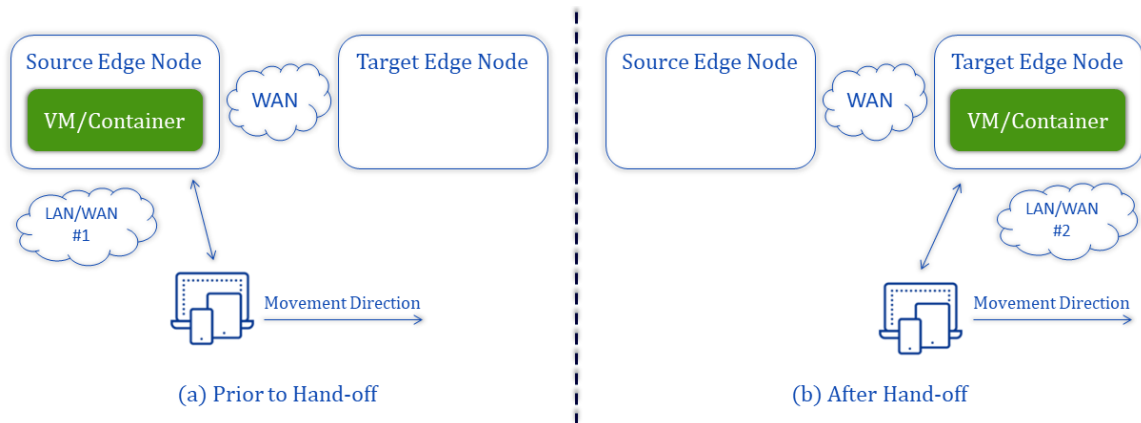 Source Edge Node
VM/Container
WAN
Target Edge Node
LAN/WAN
#1
Movement Direction
(a) Prior to Hand-off
Source Edge Node
WAN
Target Edge Node
VM/Container
LAN/WAN
#2
Movement Direction
(b) After Hand-off